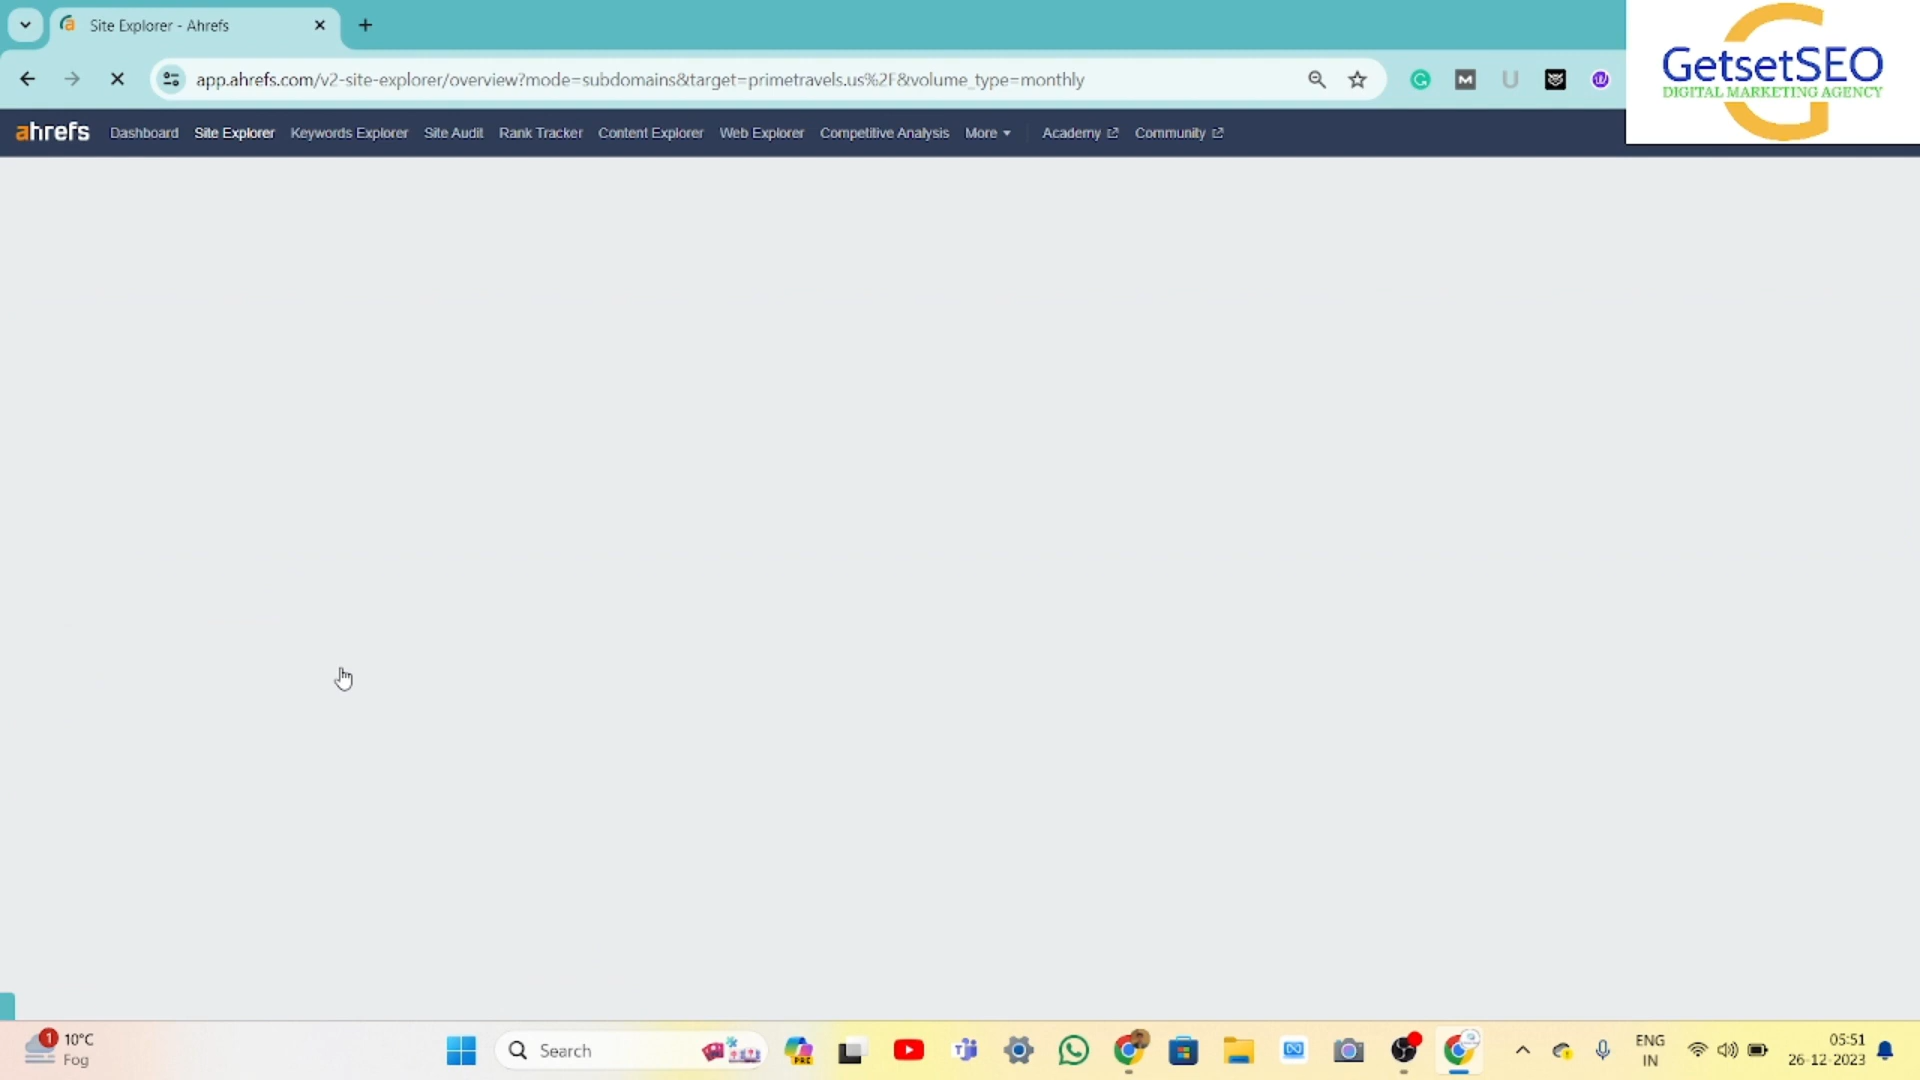 Site Explorer - Ahrefs
app.ahrefs.com/v2-site-explorer/overview?mode=subdomains&target=primetravels.us%2F&volume_type=monthly
GetsetSEO
DIGITAL MARKETING AGENCY
ahrefs Dashboard Site Explorer Keywords Explorer Site Audit Rank Tracker Content Explorer Web Explorer Competitive Analysis More Academy Community
1 10°C
Fog
Search
PRE
ENG
IN
05:51
26-12-2023